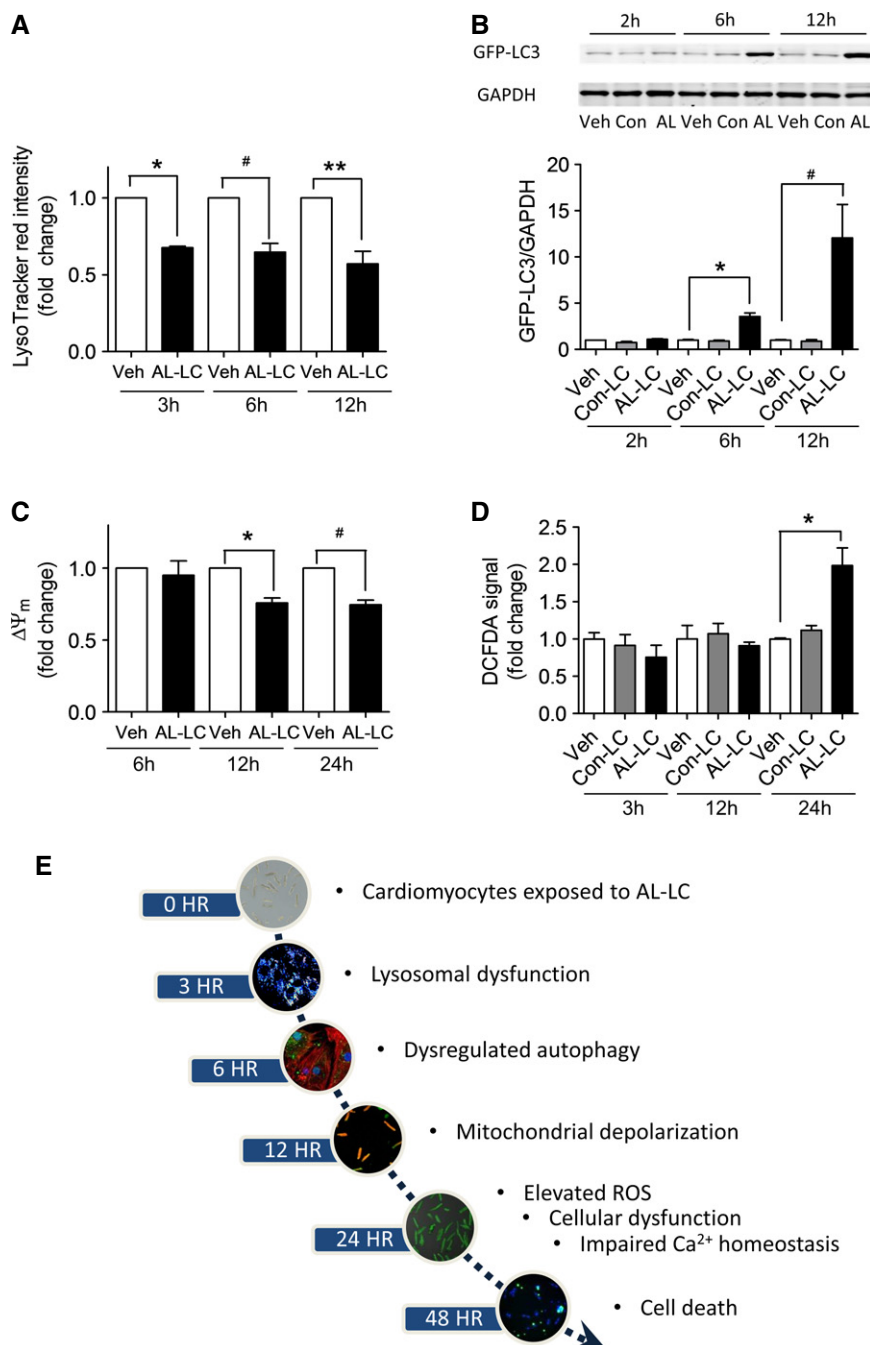 A
LysoTracker red intensity
(fold change)
1.0
0.5
0.0
*
#
**
Veh AL-LC Veh AL-LC Veh AL-LC
3h 6h 12h
B
2h 6h 12h
GFP-LC3
GAPDH
Veh Con AL Veh Con AL Veh Con AL
GFP-LC3/GAPDH
20
15
10
5
0
*
#
Veh Con-LC AL-LC Veh Con-LC AL-LC Veh Con-LC AL-LC
2h 6h 12h
C
ΔΨm
(fold change)
1.0
0.5
0.0
*
#
Veh AL-LC Veh AL-LC Veh AL-LC
6h 12h 24h
D
DCFDA signal
(fold change)
2.5
2.0
1.5
1.0
0.5
0.0
*
Veh Con-LC AL-LC Veh Con-LC AL-LC Veh Con-LC AL-LC
3h 12h 24h
E
0 HR
• Cardiomyocytes exposed to AL-LC
3 HR
• Lysosomal dysfunction
6 HR
• Dysregulated autophagy
12 HR
• Mitochondrial depolarization
24 HR
• Elevated ROS
• Cellular dysfunction
• Impaired Ca²⁺ homeostasis
48 HR
• Cell death